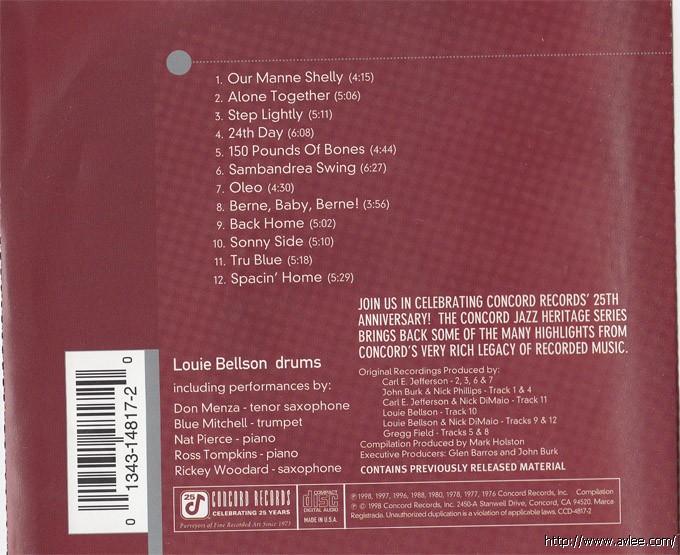 1. Our Manne Shelly (4:15)
2. Alone Together (5:06)
3. Step Lightly (5:11)
4. 24th Day (6:08)
5. 150 Pounds Of Bones (4:44)
6. Sambandrea Swing (6:27)
7. Oleo (4:30)
8. Berne, Baby, Berne! (3:56)
9. Back Home (5:02)
10. Sonny Side (5:10)
11. Tru Blue (5:18)
12. Spacin' Home (5:29)
JOIN US IN CELEBRATING CONCORD RECORDS' 25TH
ANNIVERSARY! THE CONCORD JAZZ HERITAGE SERIES
BRINGS BACK SOME OF THE MANY HIGHLIGHTS FROM
CONCORD'S VERY RICH LEGACY OF RECORDED MUSIC.
Louie Bellson drums
including performances by:
Don Menza - tenor saxophone
Blue Mitchell - trumpet
Nat Pierce - piano
Ross Tompkins - piano
Rickey Woodard - saxophone
Original Recordings Produced by:
Carl E. Jefferson - 2, 3, 6 & 7
John Burk & Nick Phillips - Track 1 & 4
Carl E. Jefferson & Nick DiMaio - Track 11
Louie Bellson - Track 10
Louie Bellson & Nick DiMaio - Tracks 9 & 12
Gregg Field - Tracks 5 & 8
Compilation Produced by Mark Holston
Executive Producers: Glen Barros and John Burk
CONTAINS PREVIOUSLY RELEASED MATERIAL
0 1343-14817-2 0
25
CONCORD RECORDS
CELEBRATING 25 YEARS
Purveyors of Fine Recorded Art Since 1973
COMPACT
disc
DIGITAL AUDIO
MADE IN U.S.A.
℗1998, 1997, 1996, 1988, 1980, 1978, 1977, 1976 Concord Records, Inc. Compilation
℗ © 1998 Concord Records, Inc. 2450-A Stanwell Drive, Concord, CA 94520. Marca
Registrada. Unauthorized duplication is a violation of applicable laws. CCD-4817-2
http://www.avlee.com/